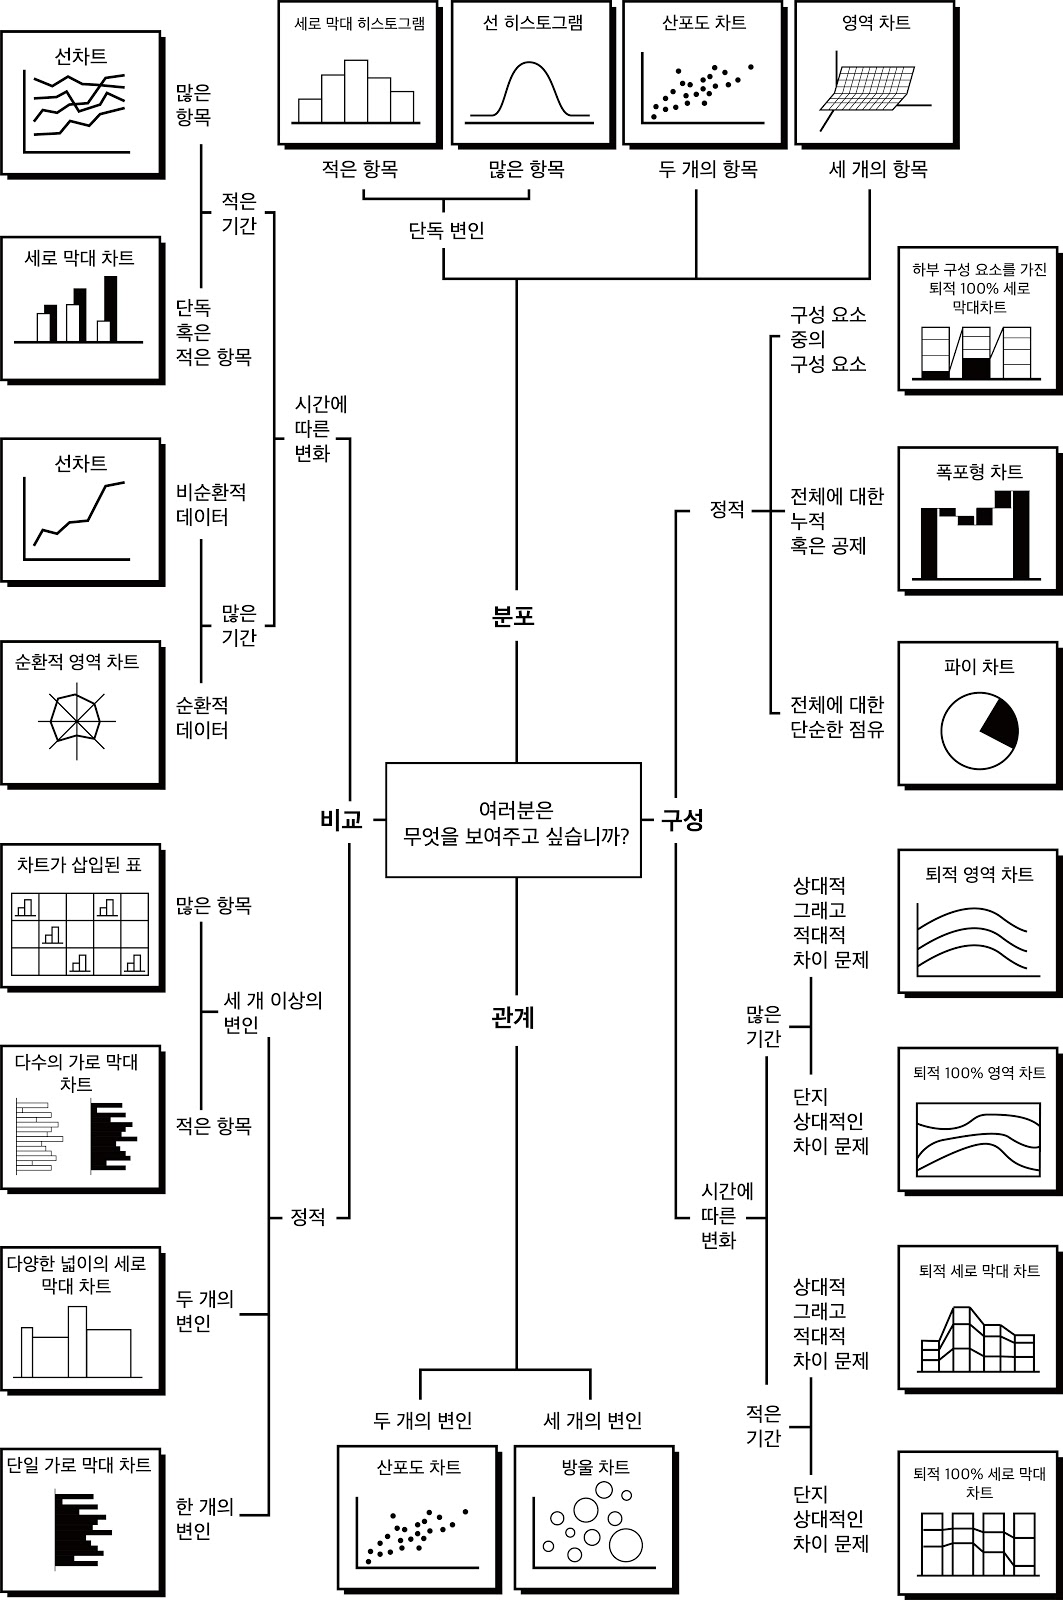 세로 막대 히스토그램
선 히스토그램
산포도 차트
영역 차트
적은 항목
많은 항목
두 개의 항목
세 개의 항목
단독 변인
분포
선차트
많은
항목
적은
기간
세로 막대 차트
단독
혹은
적은 항목
시간에
따른
변화
선차트
비순환적
데이터
많은
기간
순환적 영역 차트
순환적
데이터
비교
여러분은
무엇을 보여주고 싶습니까?
구성
차트가 삽입된 표
많은 항목
세 개 이상의
변인
다수의 가로 막대
차트
적은 항목
정적
다양한 넓이의 세로
막대 차트
두 개의
변인
단일 가로 막대 차트
한 개의
변인
하부 구성 요소를 가진
퇴적 100% 세로
막대차트
구성 요소
중의
구성 요소
정적
전체에 대한
누적
혹은 공제
폭포형 차트
전체에 대한
단순한 점유
파이 차트
상대적
그래고
적대적
차이 문제
퇴적 영역 차트
많은
기간
단지
상대적인
차이 문제
퇴적 100% 영역 차트
시간에
따른
변화
상대적
그래고
적대적
차이 문제
퇴적 세로 막대 차트
적은
기간
단지
상대적인
차이 문제
퇴적 100% 세로 막대
차트
관계
두 개의 변인
세 개의 변인
산포도 차트
방울 차트